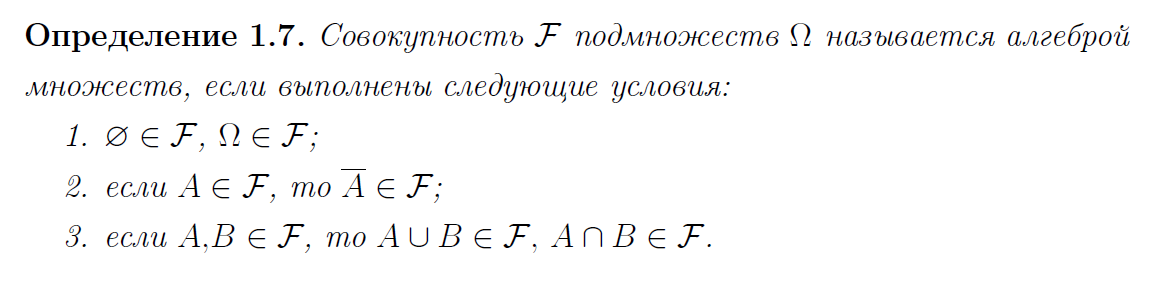 Определение 1.7. Совокупность ℱ подмножеств Ω называется алгеброй
множеств, если выполнены следующие условия:
1. ∅ ∈ ℱ, Ω ∈ ℱ;
2. если A ∈ ℱ, то A̅ ∈ ℱ;
3. если A,B ∈ ℱ, то A ∪ B ∈ ℱ, A ∩ B ∈ ℱ.